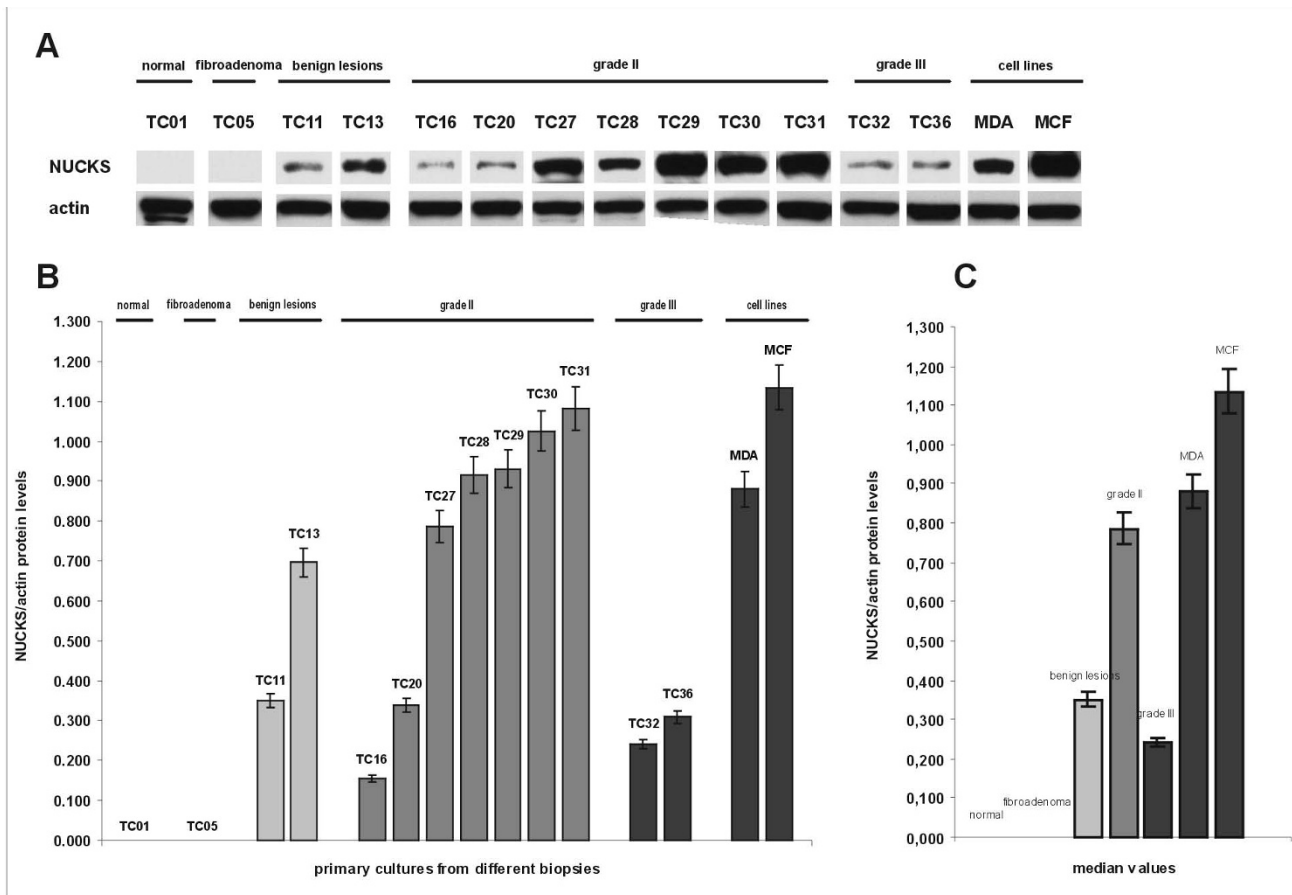 A
normal fibroadenoma benign lesions grade II grade III cell lines
TC01 TC05 TC11 TC13 TC16 TC20 TC27 TC28 TC29 TC30 TC31 TC32 TC36 MDA MCF
NUCKS
actin
B
normal fibroadenoma benign lesions grade II grade III cell lines
NUCKS/actin protein levels
1.300
1.200
1.100
1.000
0.900
0.800
0.700
0.600
0.500
0.400
0.300
0.200
0.100
0.000
TC01
TC05
TC11
TC13
TC16
TC20
TC27
TC28
TC29
TC30
TC31
TC32
TC36
MDA
MCF
primary cultures from different biopsies
C
NUCKS/actin protein levels
1,300
1,200
1,100
1,000
0,900
0,800
0,700
0,600
0,500
0,400
0,300
0,200
0,100
0,000
normal
fibroadenoma
benign lesions
grade II
grade III
MDA
MCF
median values